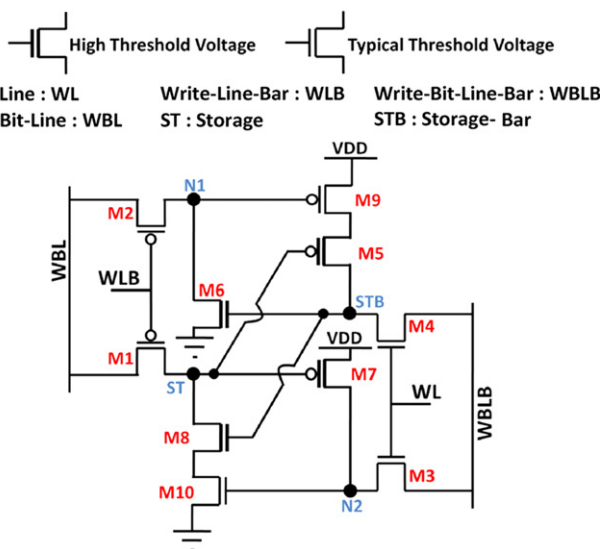 High Threshold Voltage Typical Threshold Voltage
Line : WL Write-Line-Bar : WLB Write-Bit-Line-Bar : WBLB
Bit-Line : WBL ST : Storage STB : Storage- Bar
VDD
N1
M9
M2
M5
WBL
WLB
M6
STB
M4
VDD
M1
M7
ST
WL
WBLB
M8
M3
M10
N2